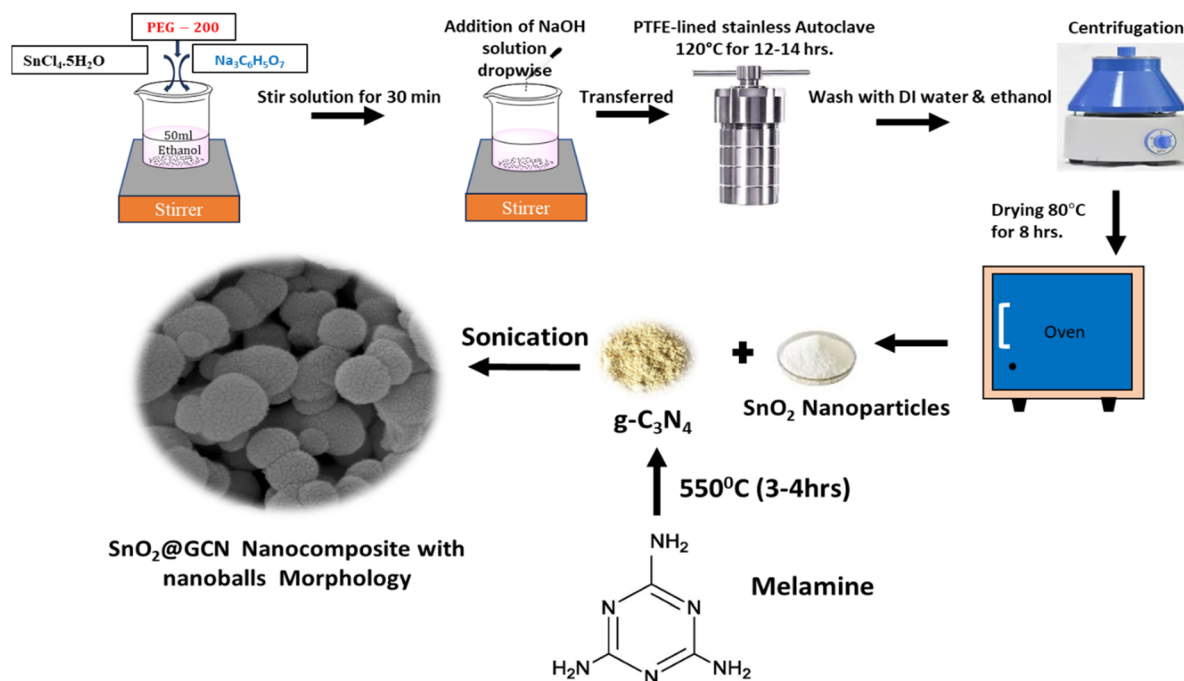 PEG – 200
SnCl₄.5H₂O
Na₃C₆H₅O₇
50ml
Ethanol
Stirrer
Stir solution for 30 min
Addition of NaOH
solution
dropwise
Stirrer
Transferred
PTFE-lined stainless Autoclave
120°C for 12-14 hrs.
Wash with DI water & ethanol
Centrifugation
Drying 80°C
for 8 hrs.
Oven
SnO₂ Nanoparticles
+
g-C₃N₄
Sonication
550⁰C (3-4hrs)
SnO₂@GCN Nanocomposite with
nanoballs Morphology
Melamine
NH₂
N
N
N
H₂N
NH₂